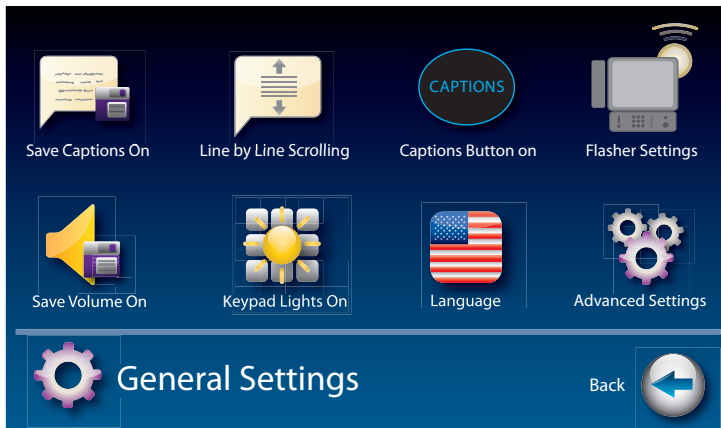 CAPTIONS
Save Captions On
Line by Line Scrolling
Captions Button on
Flasher Settings
Save Volume On
Keypad Lights On
Language
Advanced Settings
General Settings
Back